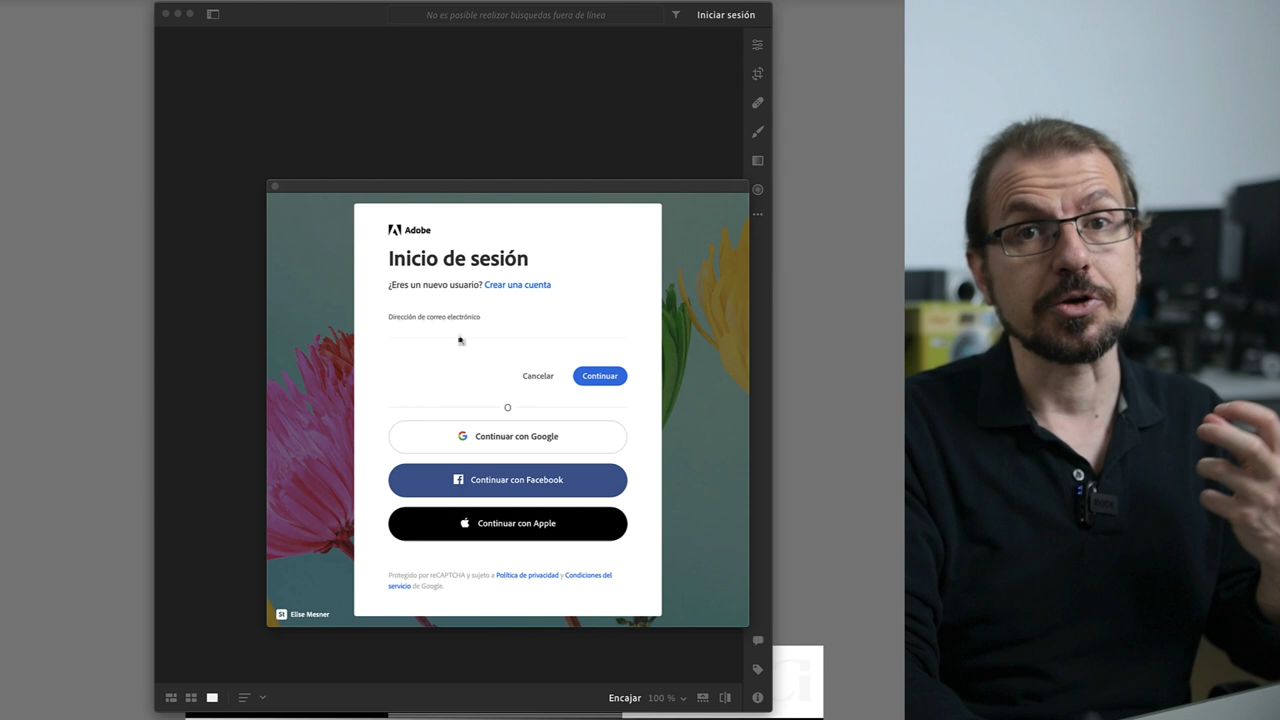 No es posible realizar búsquedas fuera de línea
Iniciar sesión
Adobe
Inicio de sesión
¿Eres un nuevo usuario? Crear una cuenta
Dirección de correo electrónico
Cancelar
Continuar
O
Continuar con Google
Continuar con Facebook
Continuar con Apple
Protegido por reCAPTCHA y sujeto a Política de privacidad y Condiciones del
servicio de Google.
St Elise Mesner
Encajar
100 %